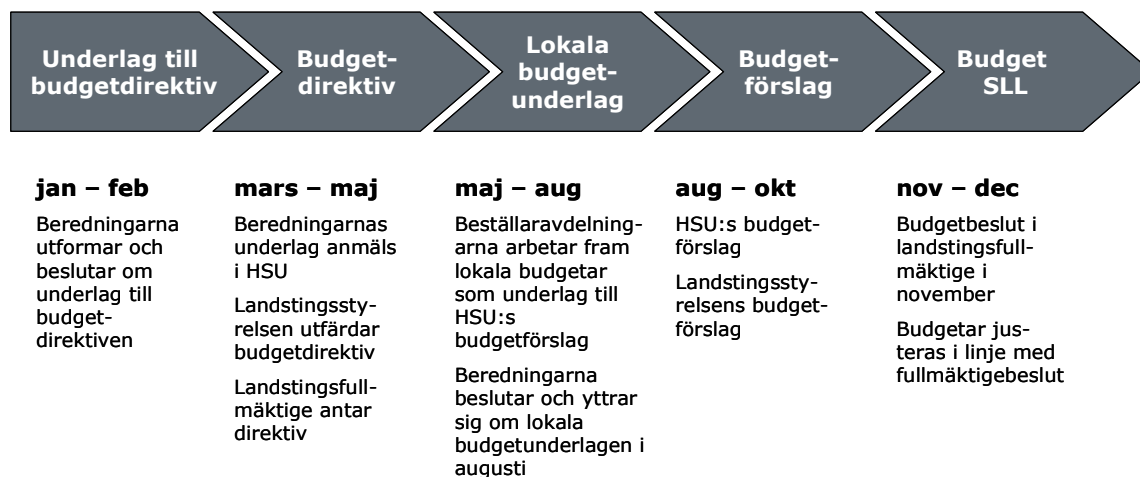 Underlag till
budgetdirektiv
Budget-
direktiv
Lokala
budget-
underlag
Budget-
förslag
Budget
SLL
jan – feb
Beredningarna
utformar och
beslutar om
underlag till
budget-
direktiven
mars – maj
Beredningarnas
underlag anmäls
i HSU
Landstingssty-
relsen utfärdar
budgetdirektiv
Landstingsfull-
mäktige antar
direktiv
maj – aug
Beställaravdelning-
arna arbetar fram
lokala budgetar
som underlag till
HSU:s
budgetförslag
Beredningarna
beslutar och yttrar
sig om lokala
budgetunderlagen i
augusti
aug – okt
HSU:s budget-
förslag
Landstingssty-
relsens budget-
förslag
nov – dec
Budgetbeslut i
landstingsfull-
mäktige i
november
Budgetar jus-
teras i linje med
fullmäktigebeslut